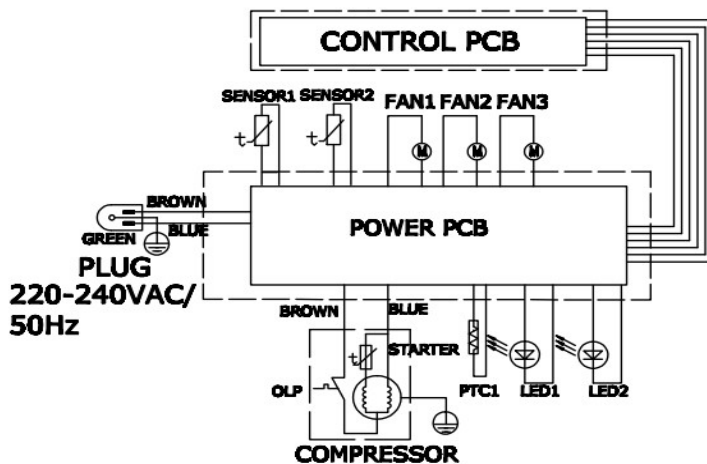 CONTROL PCB
SENSOR1 SENSOR2 FAN1 FAN2 FAN3
t t M M M
BROWN
BLUE
GREEN
POWER PCB
PLUG
220-240VAC/
50Hz
BROWN BLUE
t STARTER
OLP PTC1 LED1 LED2
COMPRESSOR